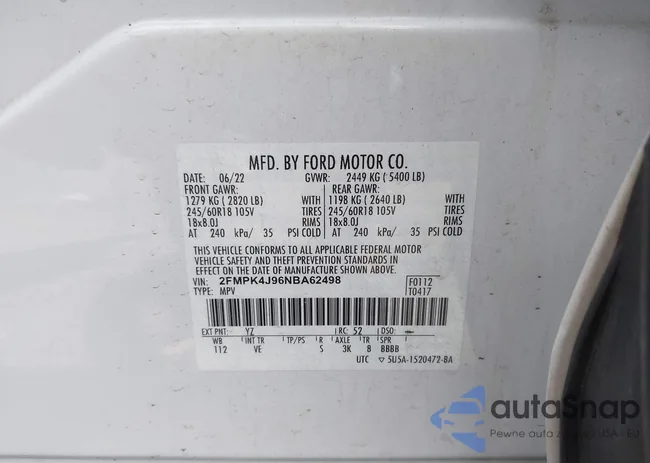 MFD. BY FORD MOTOR CO.
DATE: 06/22 GVWR: 2449 KG ( 5400 LB)
FRONT GAWR: REAR GAWR:
1279 KG ( 2820 LB) WITH 1198 KG ( 2640 LB) WITH
245/60R18 105V TIRES 245/60R18 105V TIRES
18x8.0J RIMS 18x8.0J RIMS
AT 240 kPa/ 35 PSI COLD AT 240 kPa/ 35 PSI COLD
THIS VEHICLE CONFORMS TO ALL APPLICABLE FEDERAL MOTOR
VEHICLE SAFETY AND THEFT PREVENTION STANDARDS IN
EFFECT ON THE DATE OF MANUFACTURE SHOWN ABOVE.
VIN: 2FMPK4J96NBA62498 F0112
TYPE: MPV T0417
EXT PNT: YZ RC: 52 DSO:
WB INT TR TP/PS R AXLE TR SPR
112 VE S 3K 8 BBBB
UTC ▽ 5U5A-1520472-BA
autoSnap
Pewne auto z USA - EU